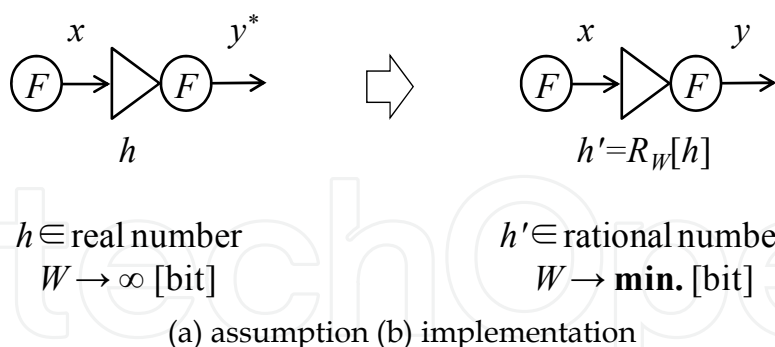 x y* x y
F F F F
h h'=R_W[h]
h ∈ real number h' ∈ rational numbe
W → ∞ [bit] W → min. [bit]
(a) assumption (b) implementation